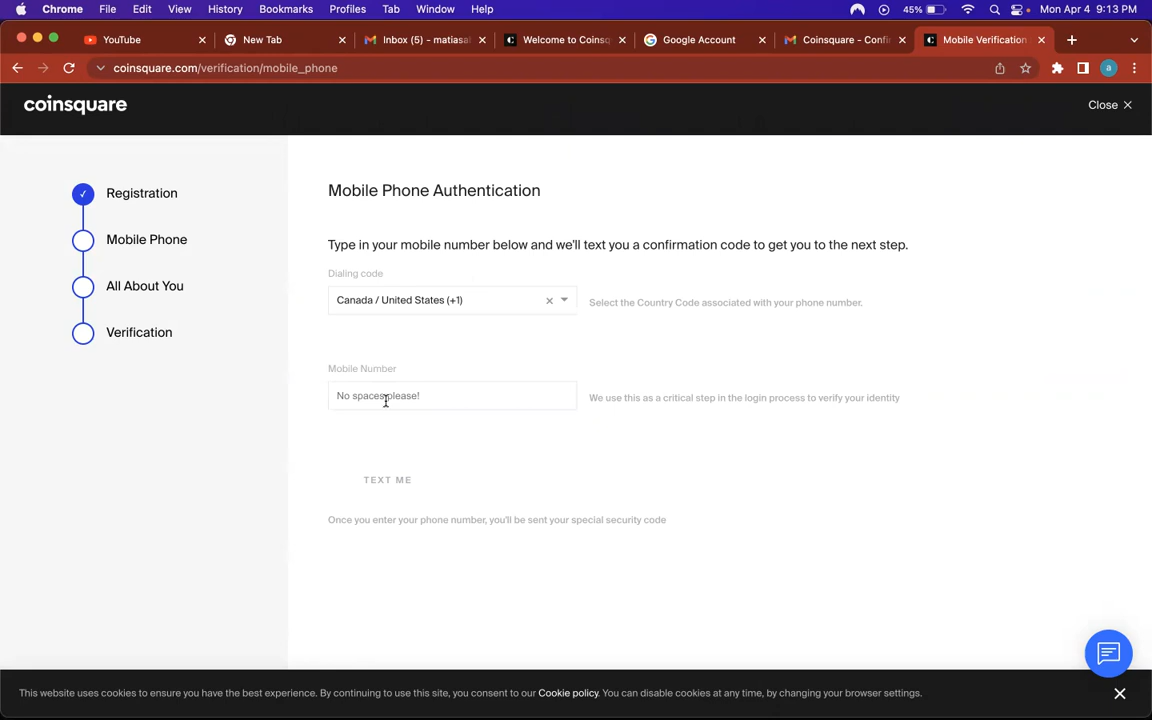 Chrome File Edit View History Bookmarks Profiles Tab Window Help 45% Mon Apr 4 9:13 PM
YouTube New Tab Inbox (5) - matiasal Welcome to Coinsq Google Account Coinsquare - Confir Mobile Verification
coinsquare.com/verification/mobile_phone a
coinsquare Close
Registration
Mobile Phone
All About You
Verification
Mobile Phone Authentication
Type in your mobile number below and we'll text you a confirmation code to get you to the next step.
Dialing code
Canada / United States (+1) Select the Country Code associated with your phone number.
Mobile Number
No spaces please! We use this as a critical step in the login process to verify your identity
TEXT ME
Once you enter your phone number, you'll be sent your special security code
This website uses cookies to ensure you have the best experience. By continuing to use this site, you consent to our Cookie policy. You can disable cookies at any time, by changing your browser settings.